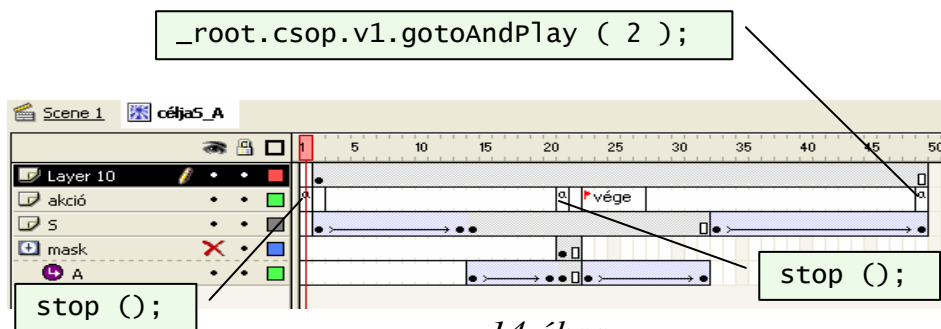 _root.csop.v1.gotoAndPlay ( 2 );
Scene 1 céljaS_A
1 5 10 15 20 25 30 35 40 45 50
Layer 10
akció a a vége a
S
mask
A
stop ();
stop ();